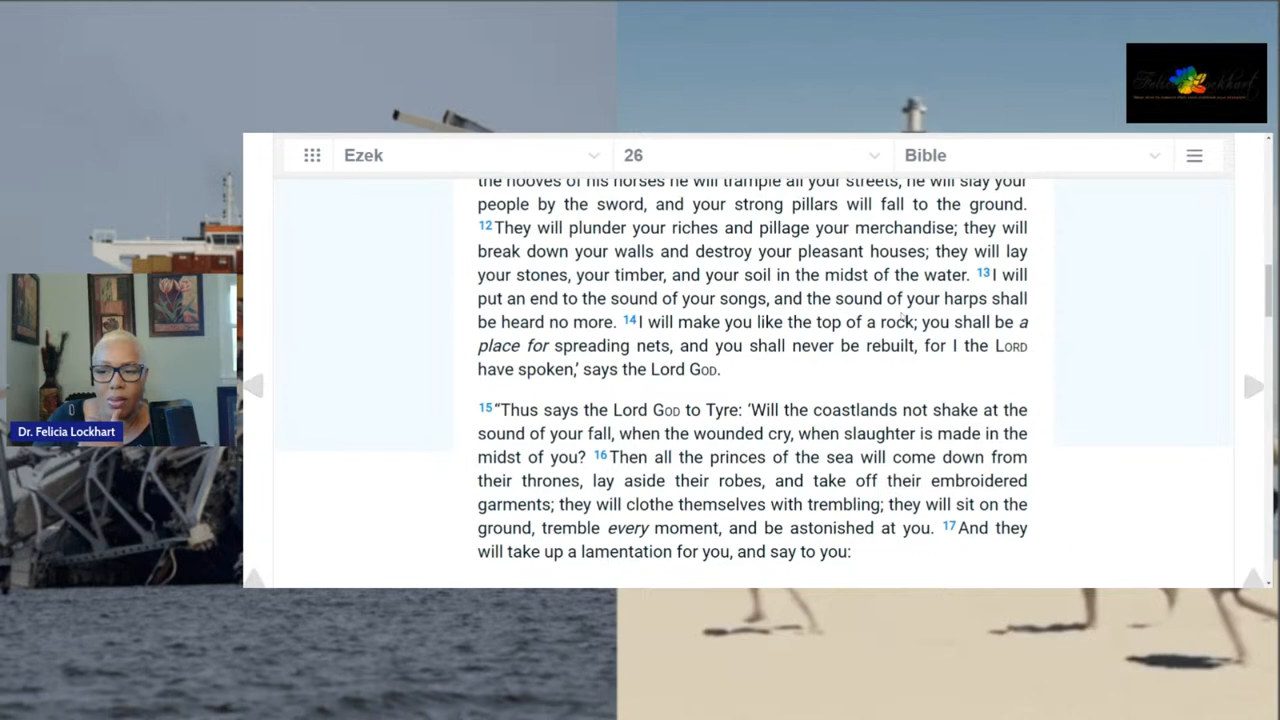 Felicia Lockhart
Ezek 26 Bible
the hooves of his horses he will trample all your streets; he will slay your
people by the sword, and your strong pillars will fall to the ground.
12 They will plunder your riches and pillage your merchandise; they will
break down your walls and destroy your pleasant houses; they will lay
your stones, your timber, and your soil in the midst of the water. 13 I will
put an end to the sound of your songs, and the sound of your harps shall
be heard no more. 14 I will make you like the top of a rock; you shall be a
place for spreading nets, and you shall never be rebuilt, for I the LORD
have spoken,’ says the Lord GOD.
15 “Thus says the Lord GOD to Tyre: ‘Will the coastlands not shake at the
sound of your fall, when the wounded cry, when slaughter is made in the
midst of you? 16 Then all the princes of the sea will come down from
their thrones, lay aside their robes, and take off their embroidered
garments; they will clothe themselves with trembling; they will sit on the
ground, tremble every moment, and be astonished at you. 17 And they
will take up a lamentation for you, and say to you:
Dr. Felicia Lockhart